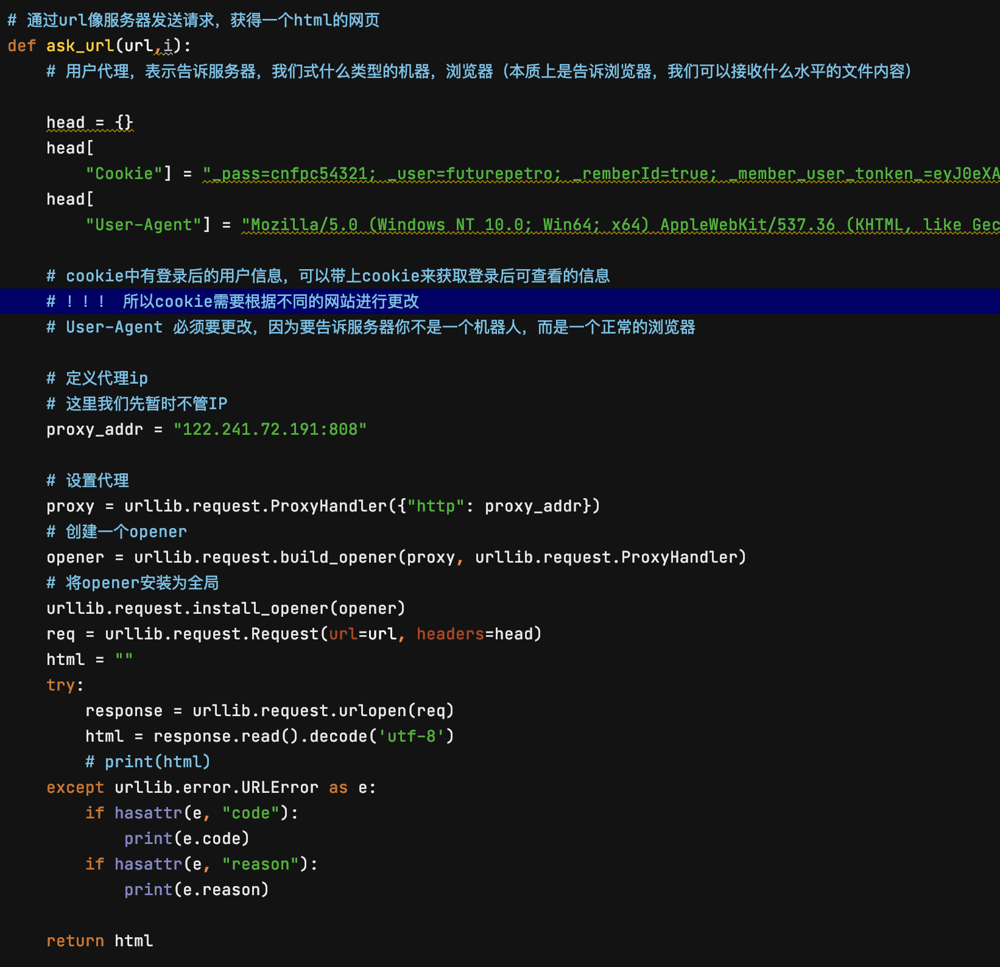 # 通过url像服务器发送请求，获得一个html的网页
def ask_url(url,i):
    # 用户代理，表示告诉服务器，我们式什么类型的机器，浏览器（本质上是告诉浏览器，我们可以接收什么水平的文件内容）
    head = {}
    head[
        "Cookie"] = "_pass=cnfpc54321; _user=futurepetro; _remberId=true; _member_user_tonken_=eyJ0eXA
    head[
        "User-Agent"] = "Mozilla/5.0 (Windows NT 10.0; Win64; x64) AppleWebKit/537.36 (KHTML, like Gec
    # cookie中有登录后的用户信息，可以带上cookie来获取登录后可查看的信息
    # ！！！ 所以cookie需要根据不同的网站进行更改
    # User-Agent 必须要更改，因为要告诉服务器你不是一个机器人，而是一个正常的浏览器
    # 定义代理ip
    # 这里我们先暂时不管IP
    proxy_addr = "122.241.72.191:808"
    # 设置代理
    proxy = urllib.request.ProxyHandler({"http": proxy_addr})
    # 创建一个opener
    opener = urllib.request.build_opener(proxy, urllib.request.ProxyHandler)
    # 将opener安装为全局
    urllib.request.install_opener(opener)
    req = urllib.request.Request(url=url, headers=head)
    html = ""
    try:
        response = urllib.request.urlopen(req)
        html = response.read().decode('utf-8')
        # print(html)
    except urllib.error.URLError as e:
        if hasattr(e, "code"):
            print(e.code)
        if hasattr(e, "reason"):
            print(e.reason)
    return html